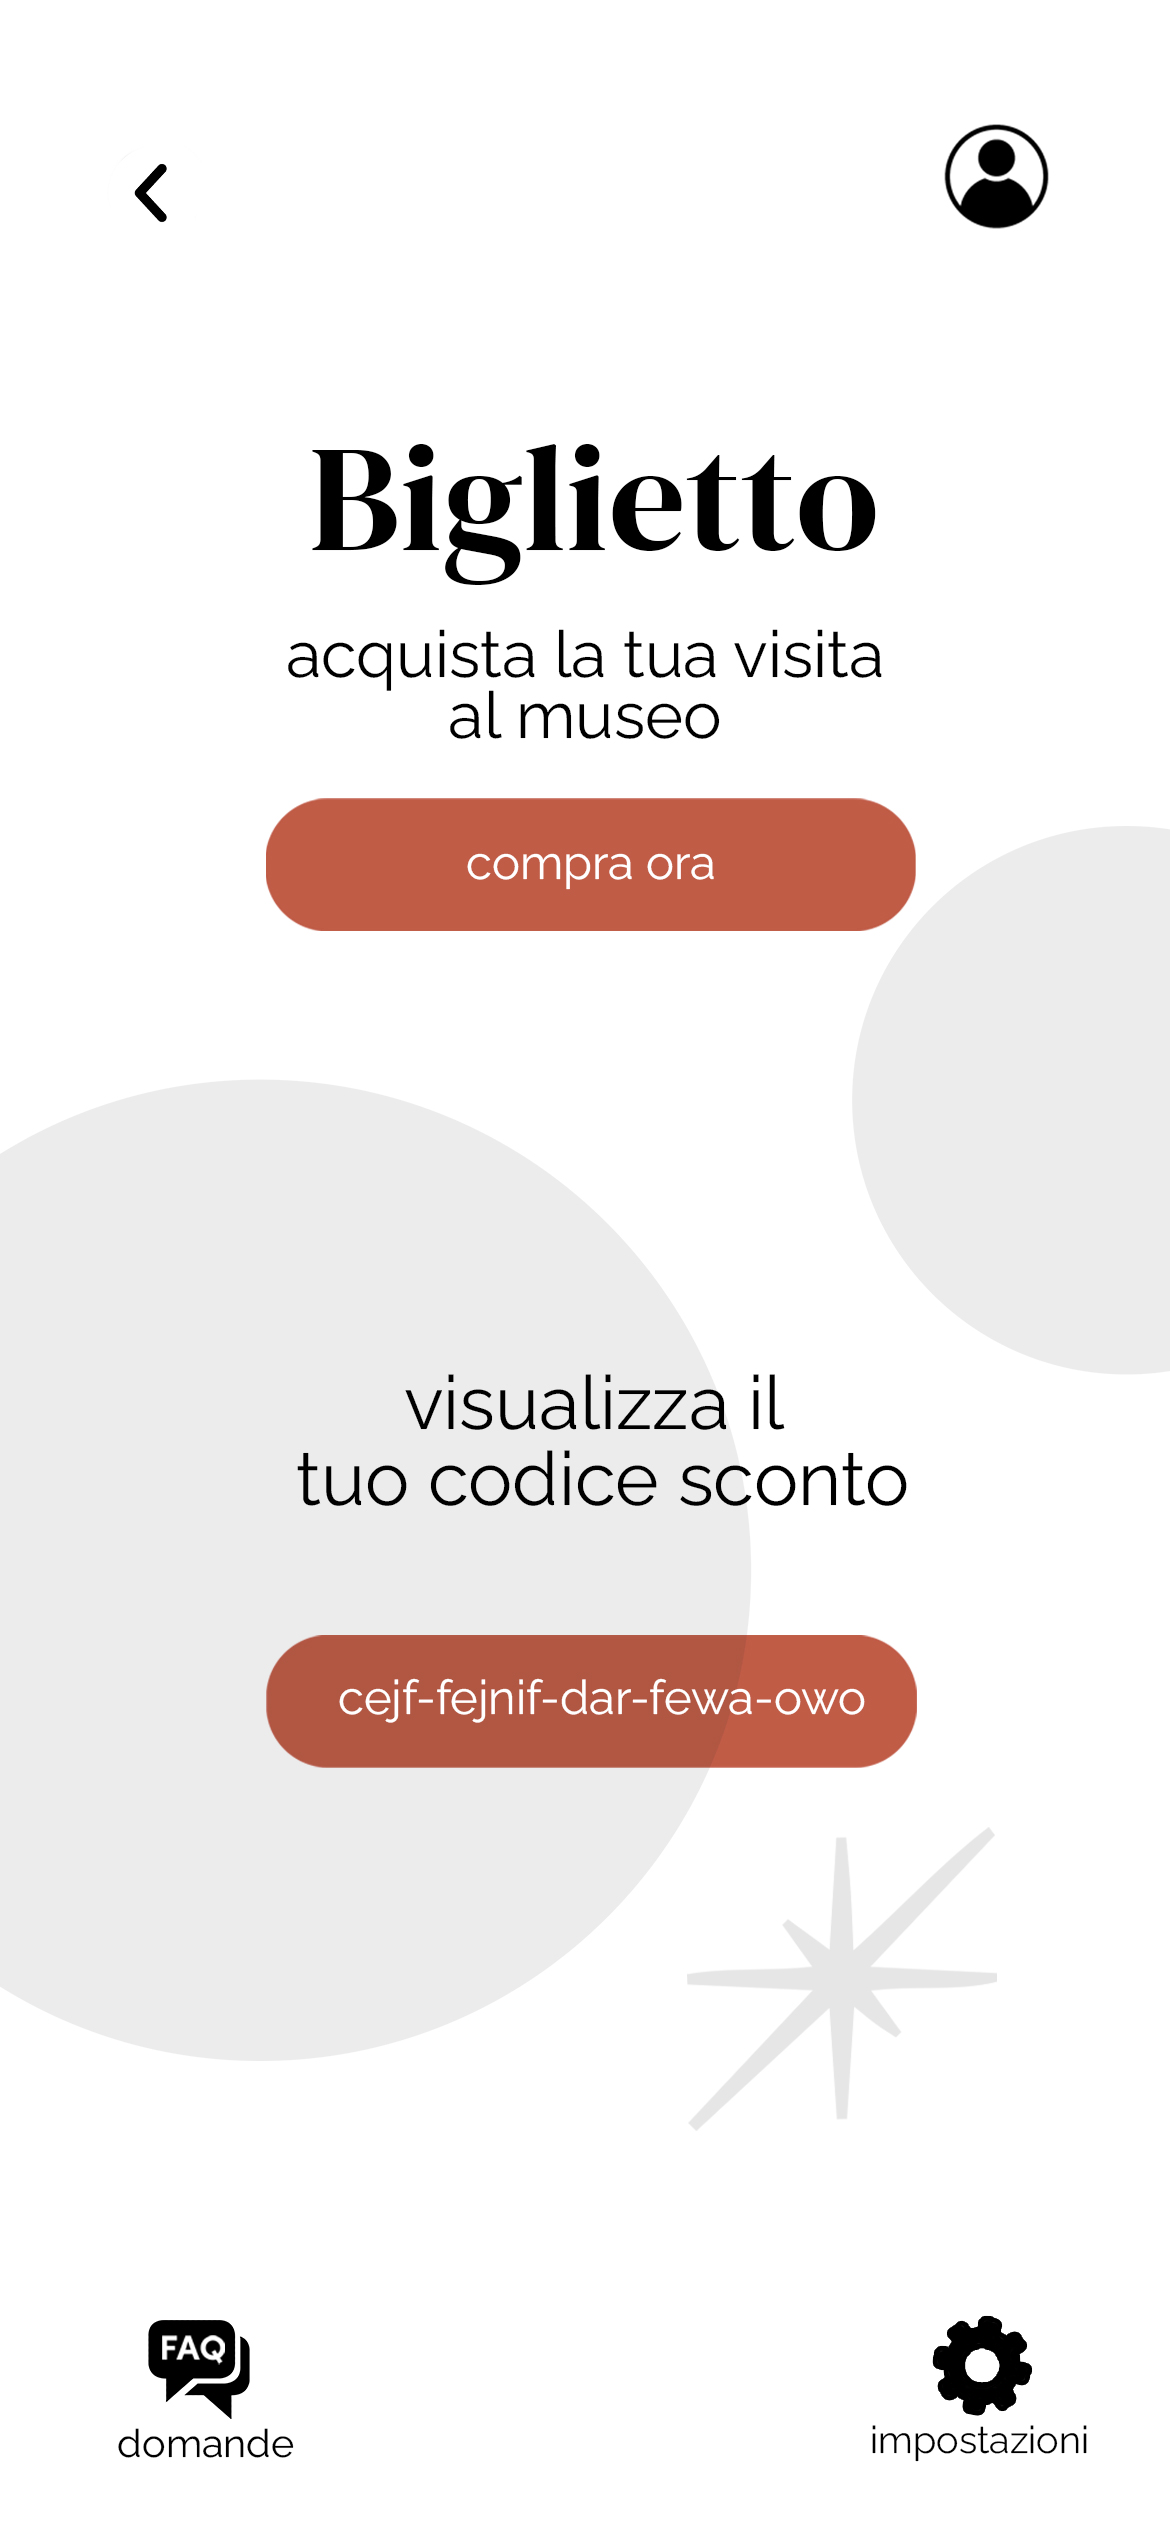 Biglietto
acquista la tua visita
al museo
compra ora
visualizza il
tuo codice sconto
cejf-fejnif-dar-fewa-owo
FAQ
domande
impostazioni